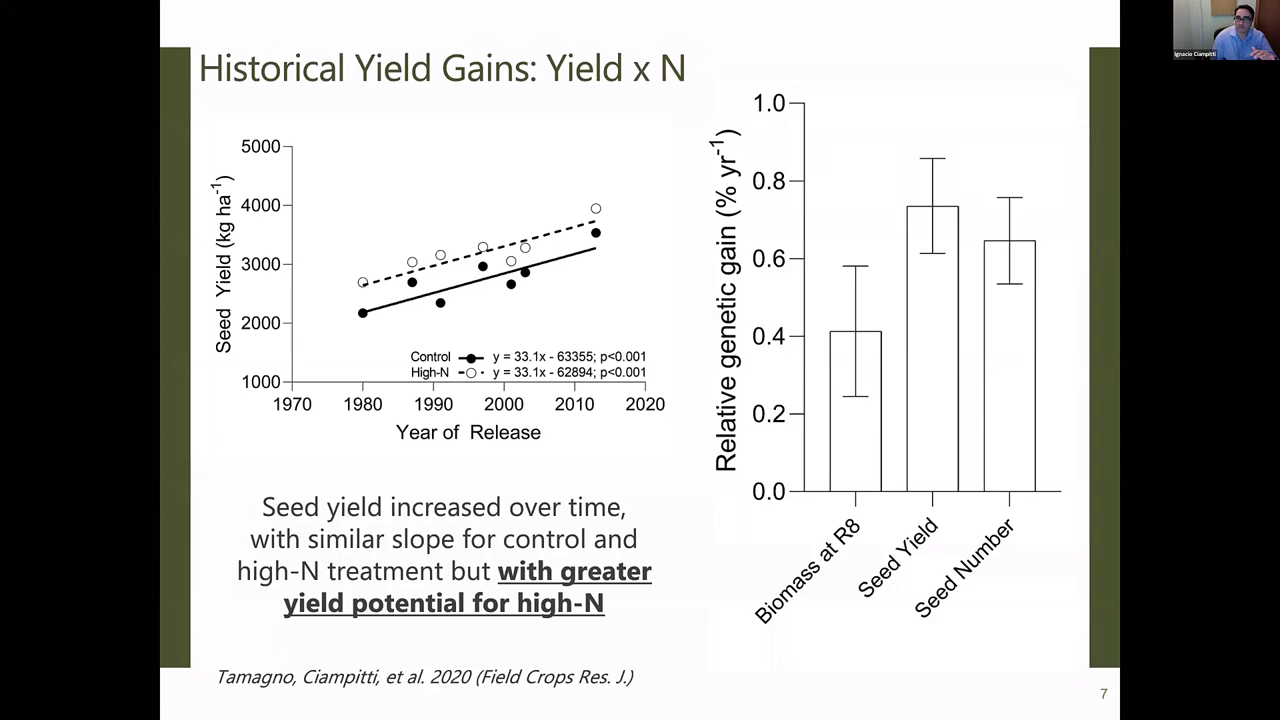 Ignacio Ciampitti
Historical Yield Gains: Yield x N
5000
4000
3000
2000
1000
Seed Yield (kg ha⁻¹)
Control y = 33.1x - 63355; p<0.001
High-N y = 33.1x - 62894; p<0.001
1970 1980 1990 2000 2010 2020
Year of Release
Seed yield increased over time,
with similar slope for control and
high-N treatment but with greater
yield potential for high-N
Tamagno, Ciampitti, et al. 2020 (Field Crops Res. J.)
1.0
0.8
0.6
0.4
0.2
0.0
Relative genetic gain (% yr⁻¹)
Biomass at R8
Seed Yield
Seed Number
7